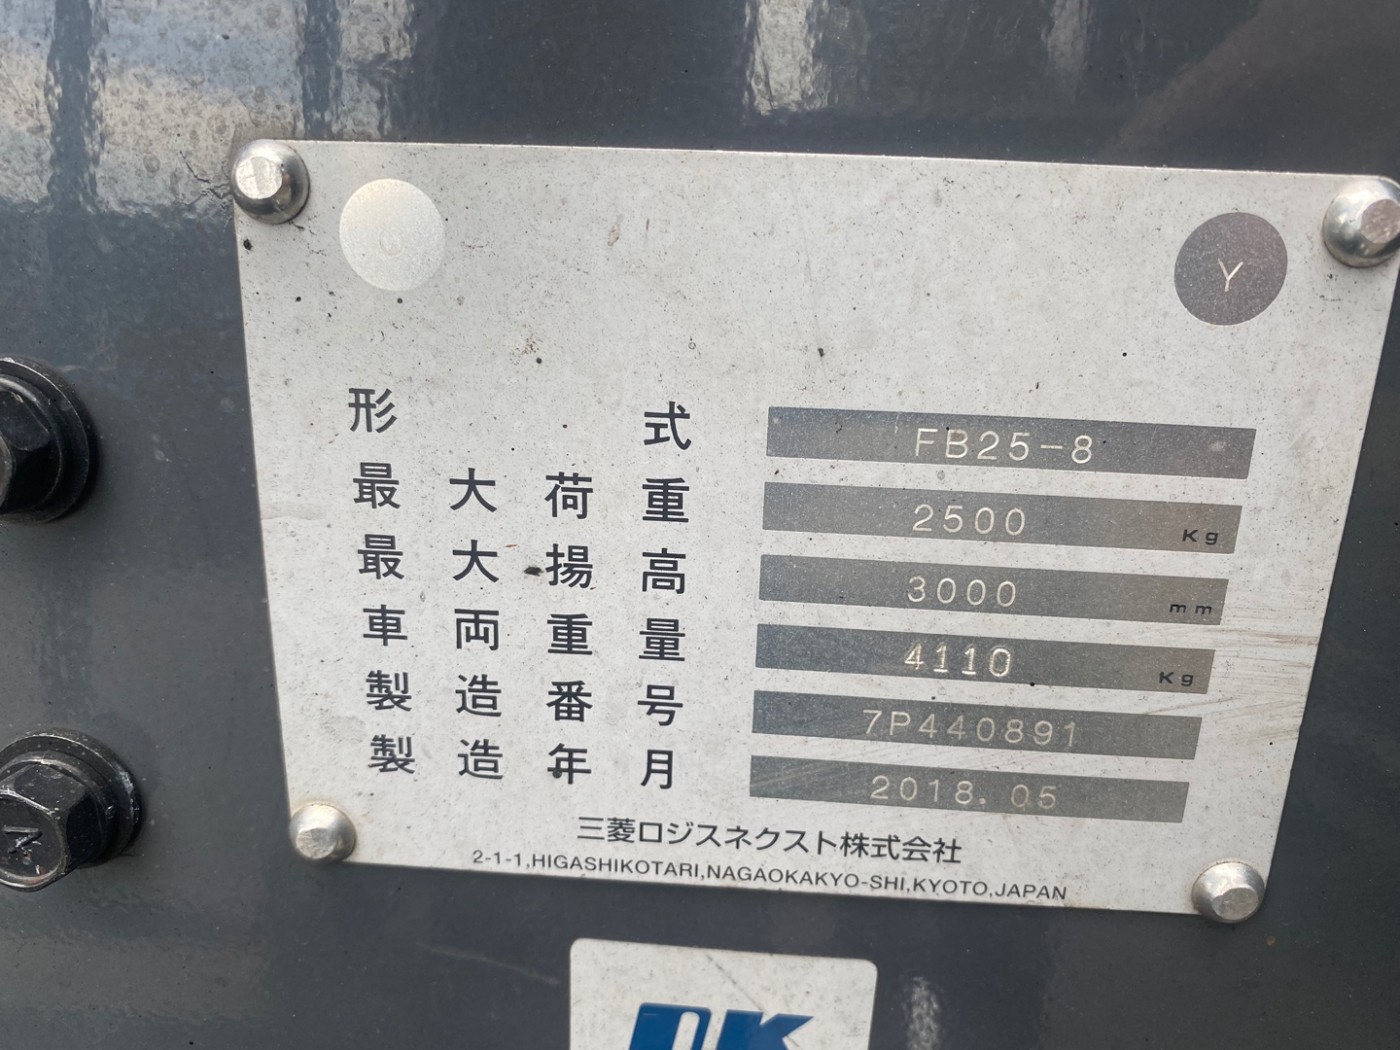 Y
形式 FB25-8
最大荷重 2500 Kg
最大揚高 3000 mm
車両重量 4110 Kg
製造番号 7P440891
製造年月 2018.05
三菱ロジスネクスト株式会社
2-1-1,HIGASHIKOTARI,NAGAOKAKYO-SHI,KYOTO,JAPAN